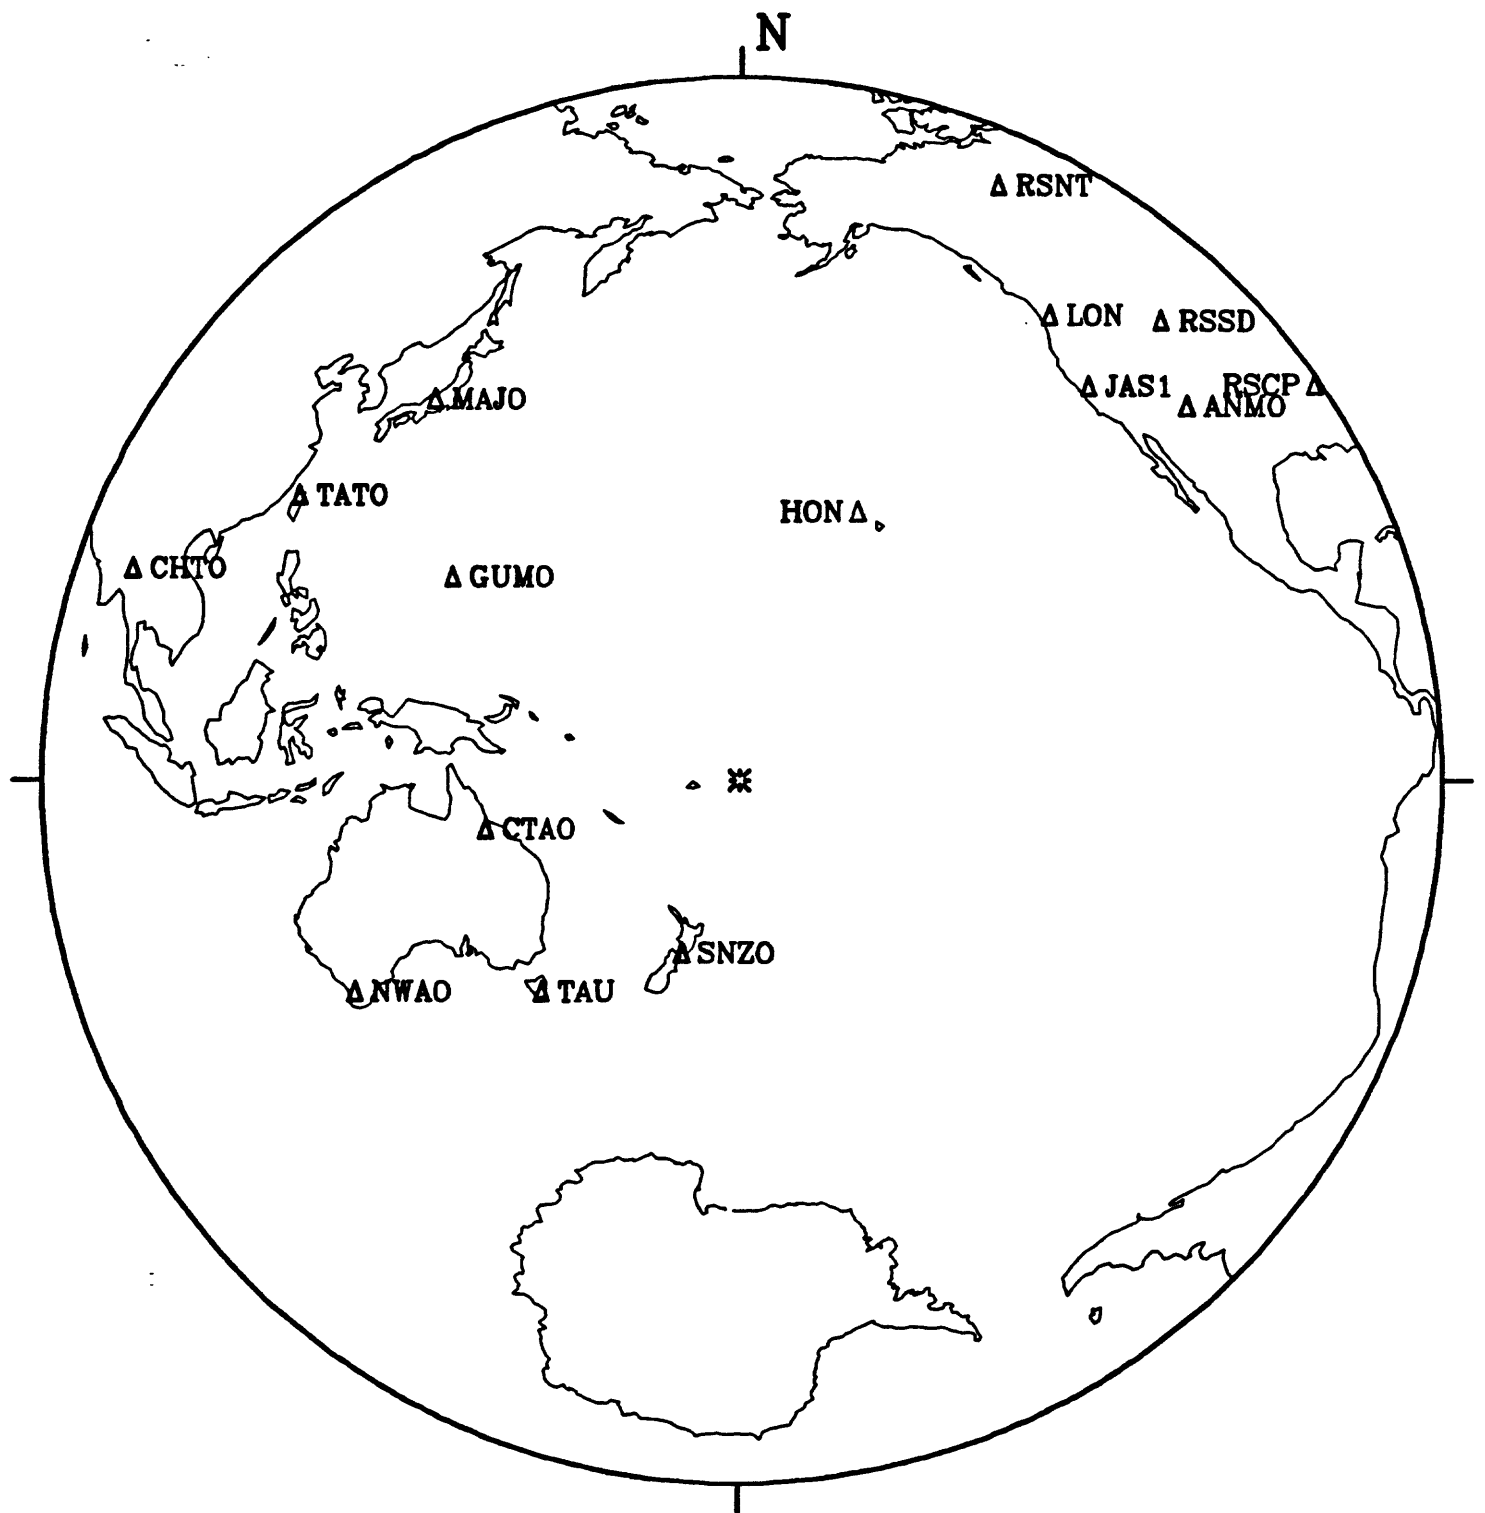 N
RSNT
LON
RSSD
JAS1
RSCP
ANMO
MAJO
TATO
HON
CHTO
GUMO
CTAO
SNZO
NWAO
TAU